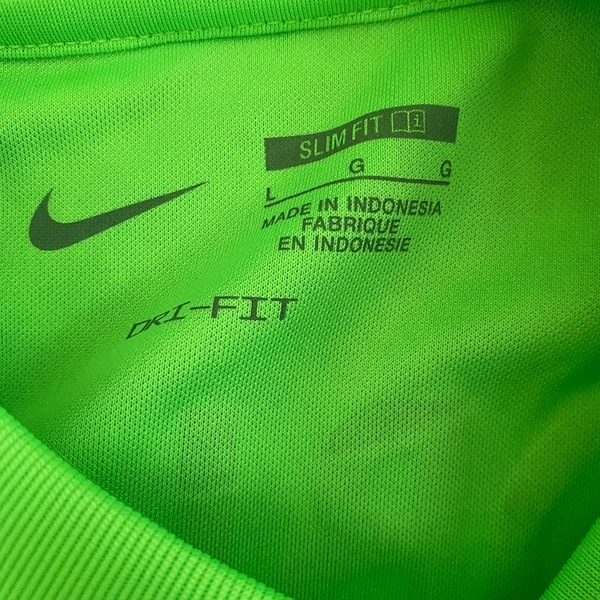 SLIM FIT
L G G
MADE IN INDONESIA
FABRIQUE
EN INDONESIE
DRI-FIT